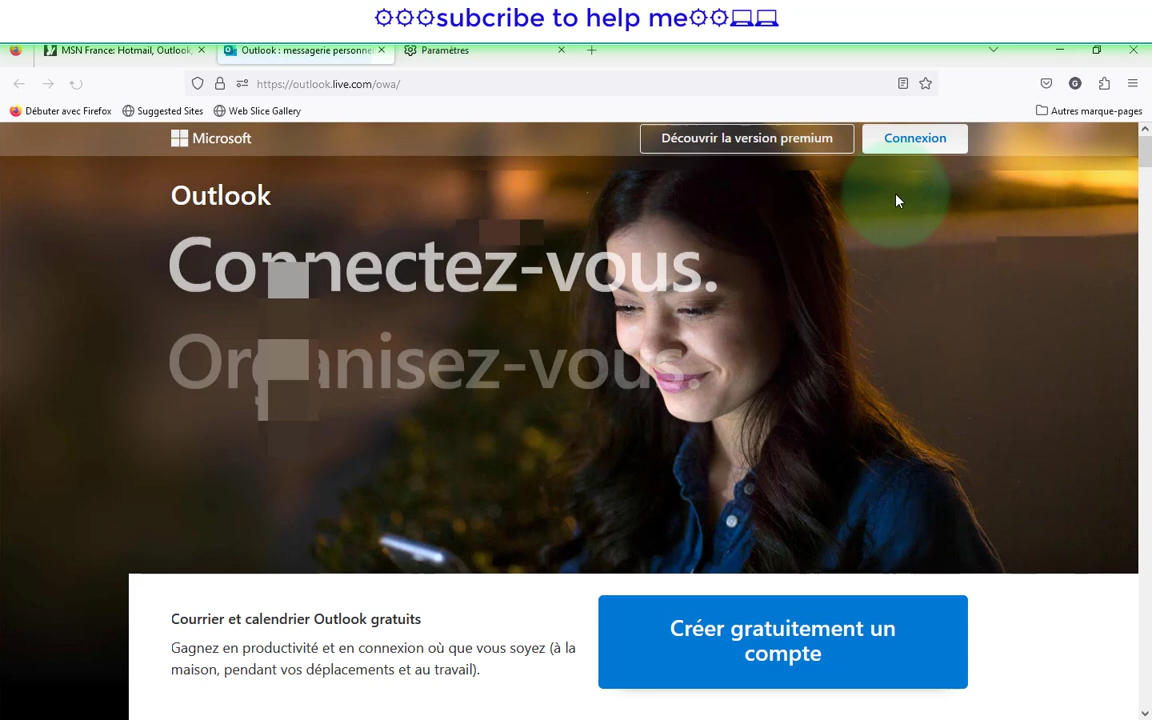 ⚙⚙⚙subcribe to help me⚙⚙💻💻
MSN France: Hotmail, Outlook,
Outlook : messagerie personne
Paramètres
https://outlook.live.com/owa/
Débuter avec Firefox
Suggested Sites
Web Slice Gallery
Autres marque-pages
Microsoft
Découvrir la version premium
Connexion
Outlook
Connectez-vous.
Organisez-vous.
Courrier et calendrier Outlook gratuits
Gagnez en productivité et en connexion où que vous soyez (à la
maison, pendant vos déplacements et au travail).
Créer gratuitement un
compte